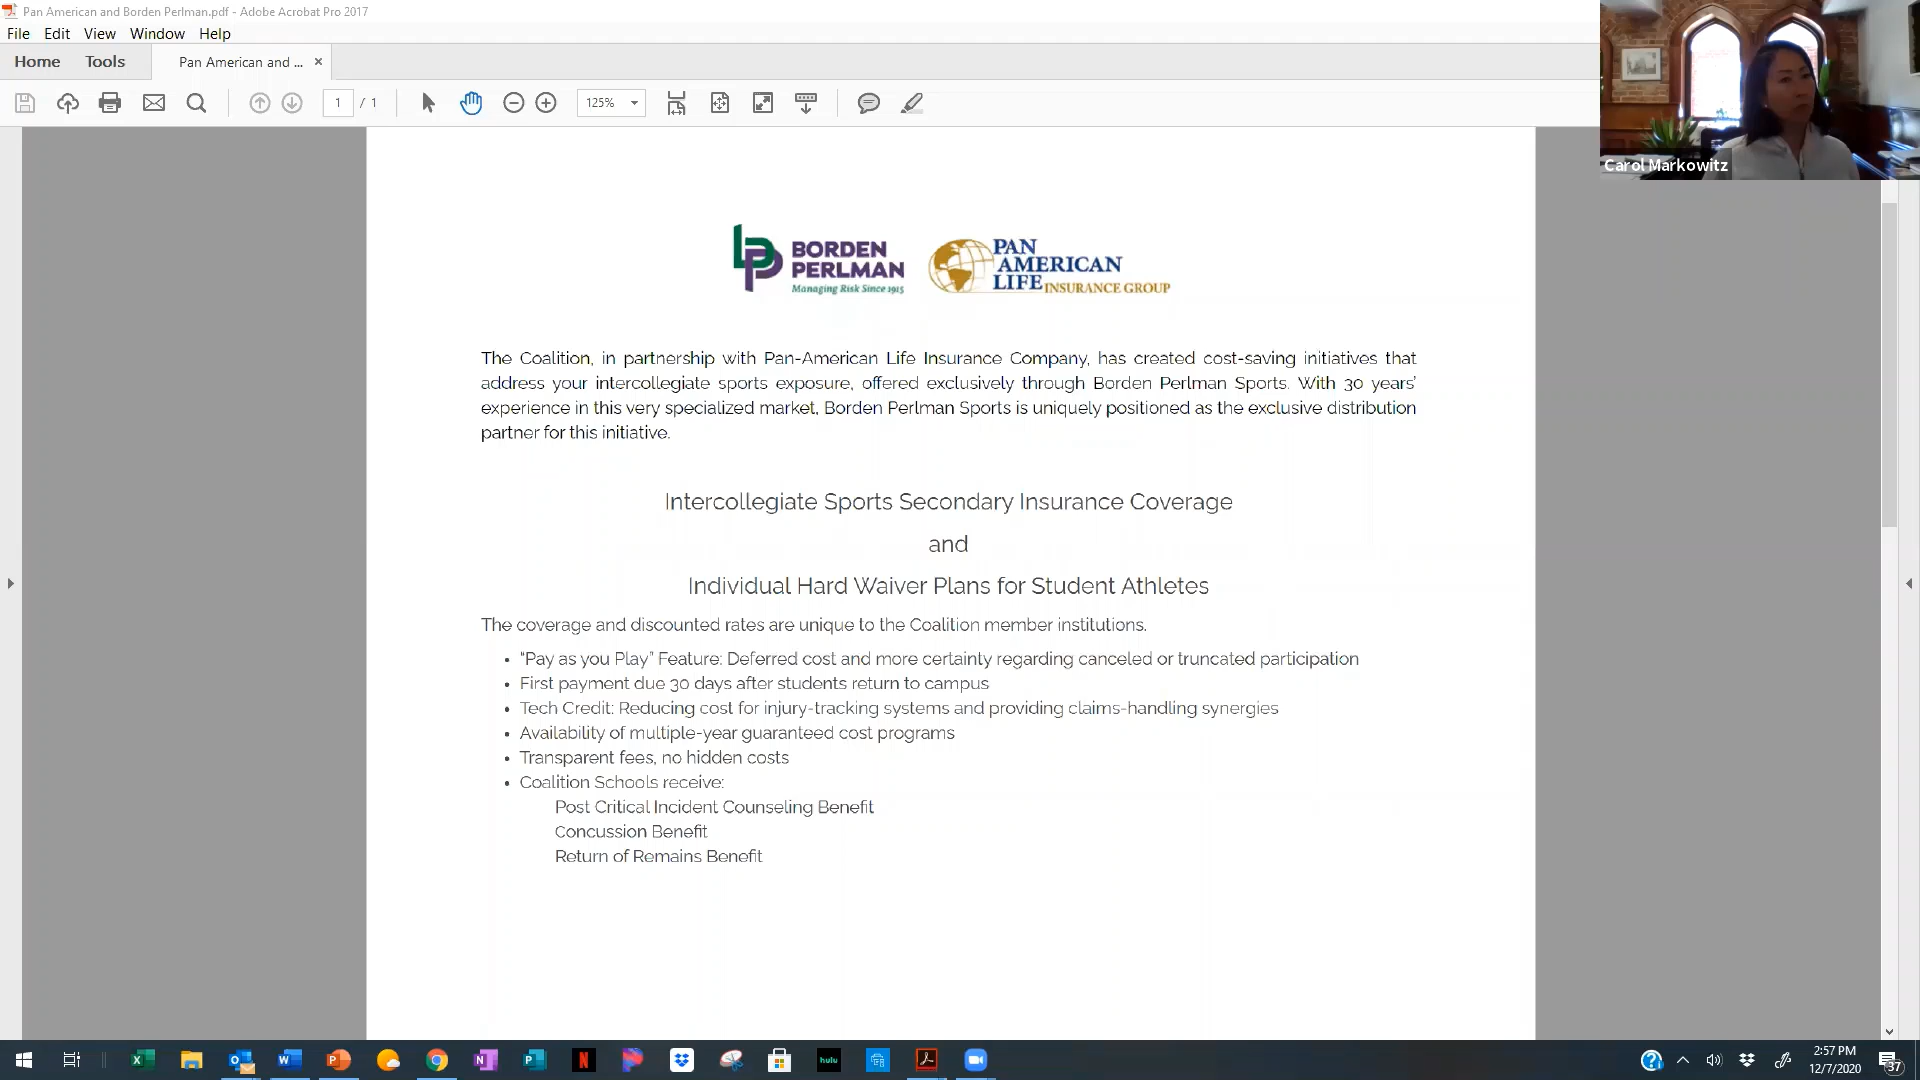 Pan American and Borden Perlman.pdf - Adobe Acrobat Pro 2017
File Edit View Window Help
Home Tools Pan American and ... ×
1 / 1 125%
Carol Markowitz
BORDEN
PERLMAN
Managing Risk Since 1915
PAN
AMERICAN
LIFE INSURANCE GROUP
The Coalition, in partnership with Pan-American Life Insurance Company, has created cost-saving initiatives that
address your intercollegiate sports exposure, offered exclusively through Borden Perlman Sports. With 30 years’
experience in this very specialized market, Borden Perlman Sports is uniquely positioned as the exclusive distribution
partner for this initiative.
Intercollegiate Sports Secondary Insurance Coverage
and
Individual Hard Waiver Plans for Student Athletes
The coverage and discounted rates are unique to the Coalition member institutions.
• “Pay as you Play” Feature: Deferred cost and more certainty regarding canceled or truncated participation
• First payment due 30 days after students return to campus
• Tech Credit: Reducing cost for injury-tracking systems and providing claims-handling synergies
• Availability of multiple-year guaranteed cost programs
• Transparent fees, no hidden costs
• Coalition Schools receive:
Post Critical Incident Counseling Benefit
Concussion Benefit
Return of Remains Benefit
hulu
2:57 PM
12/7/2020
37